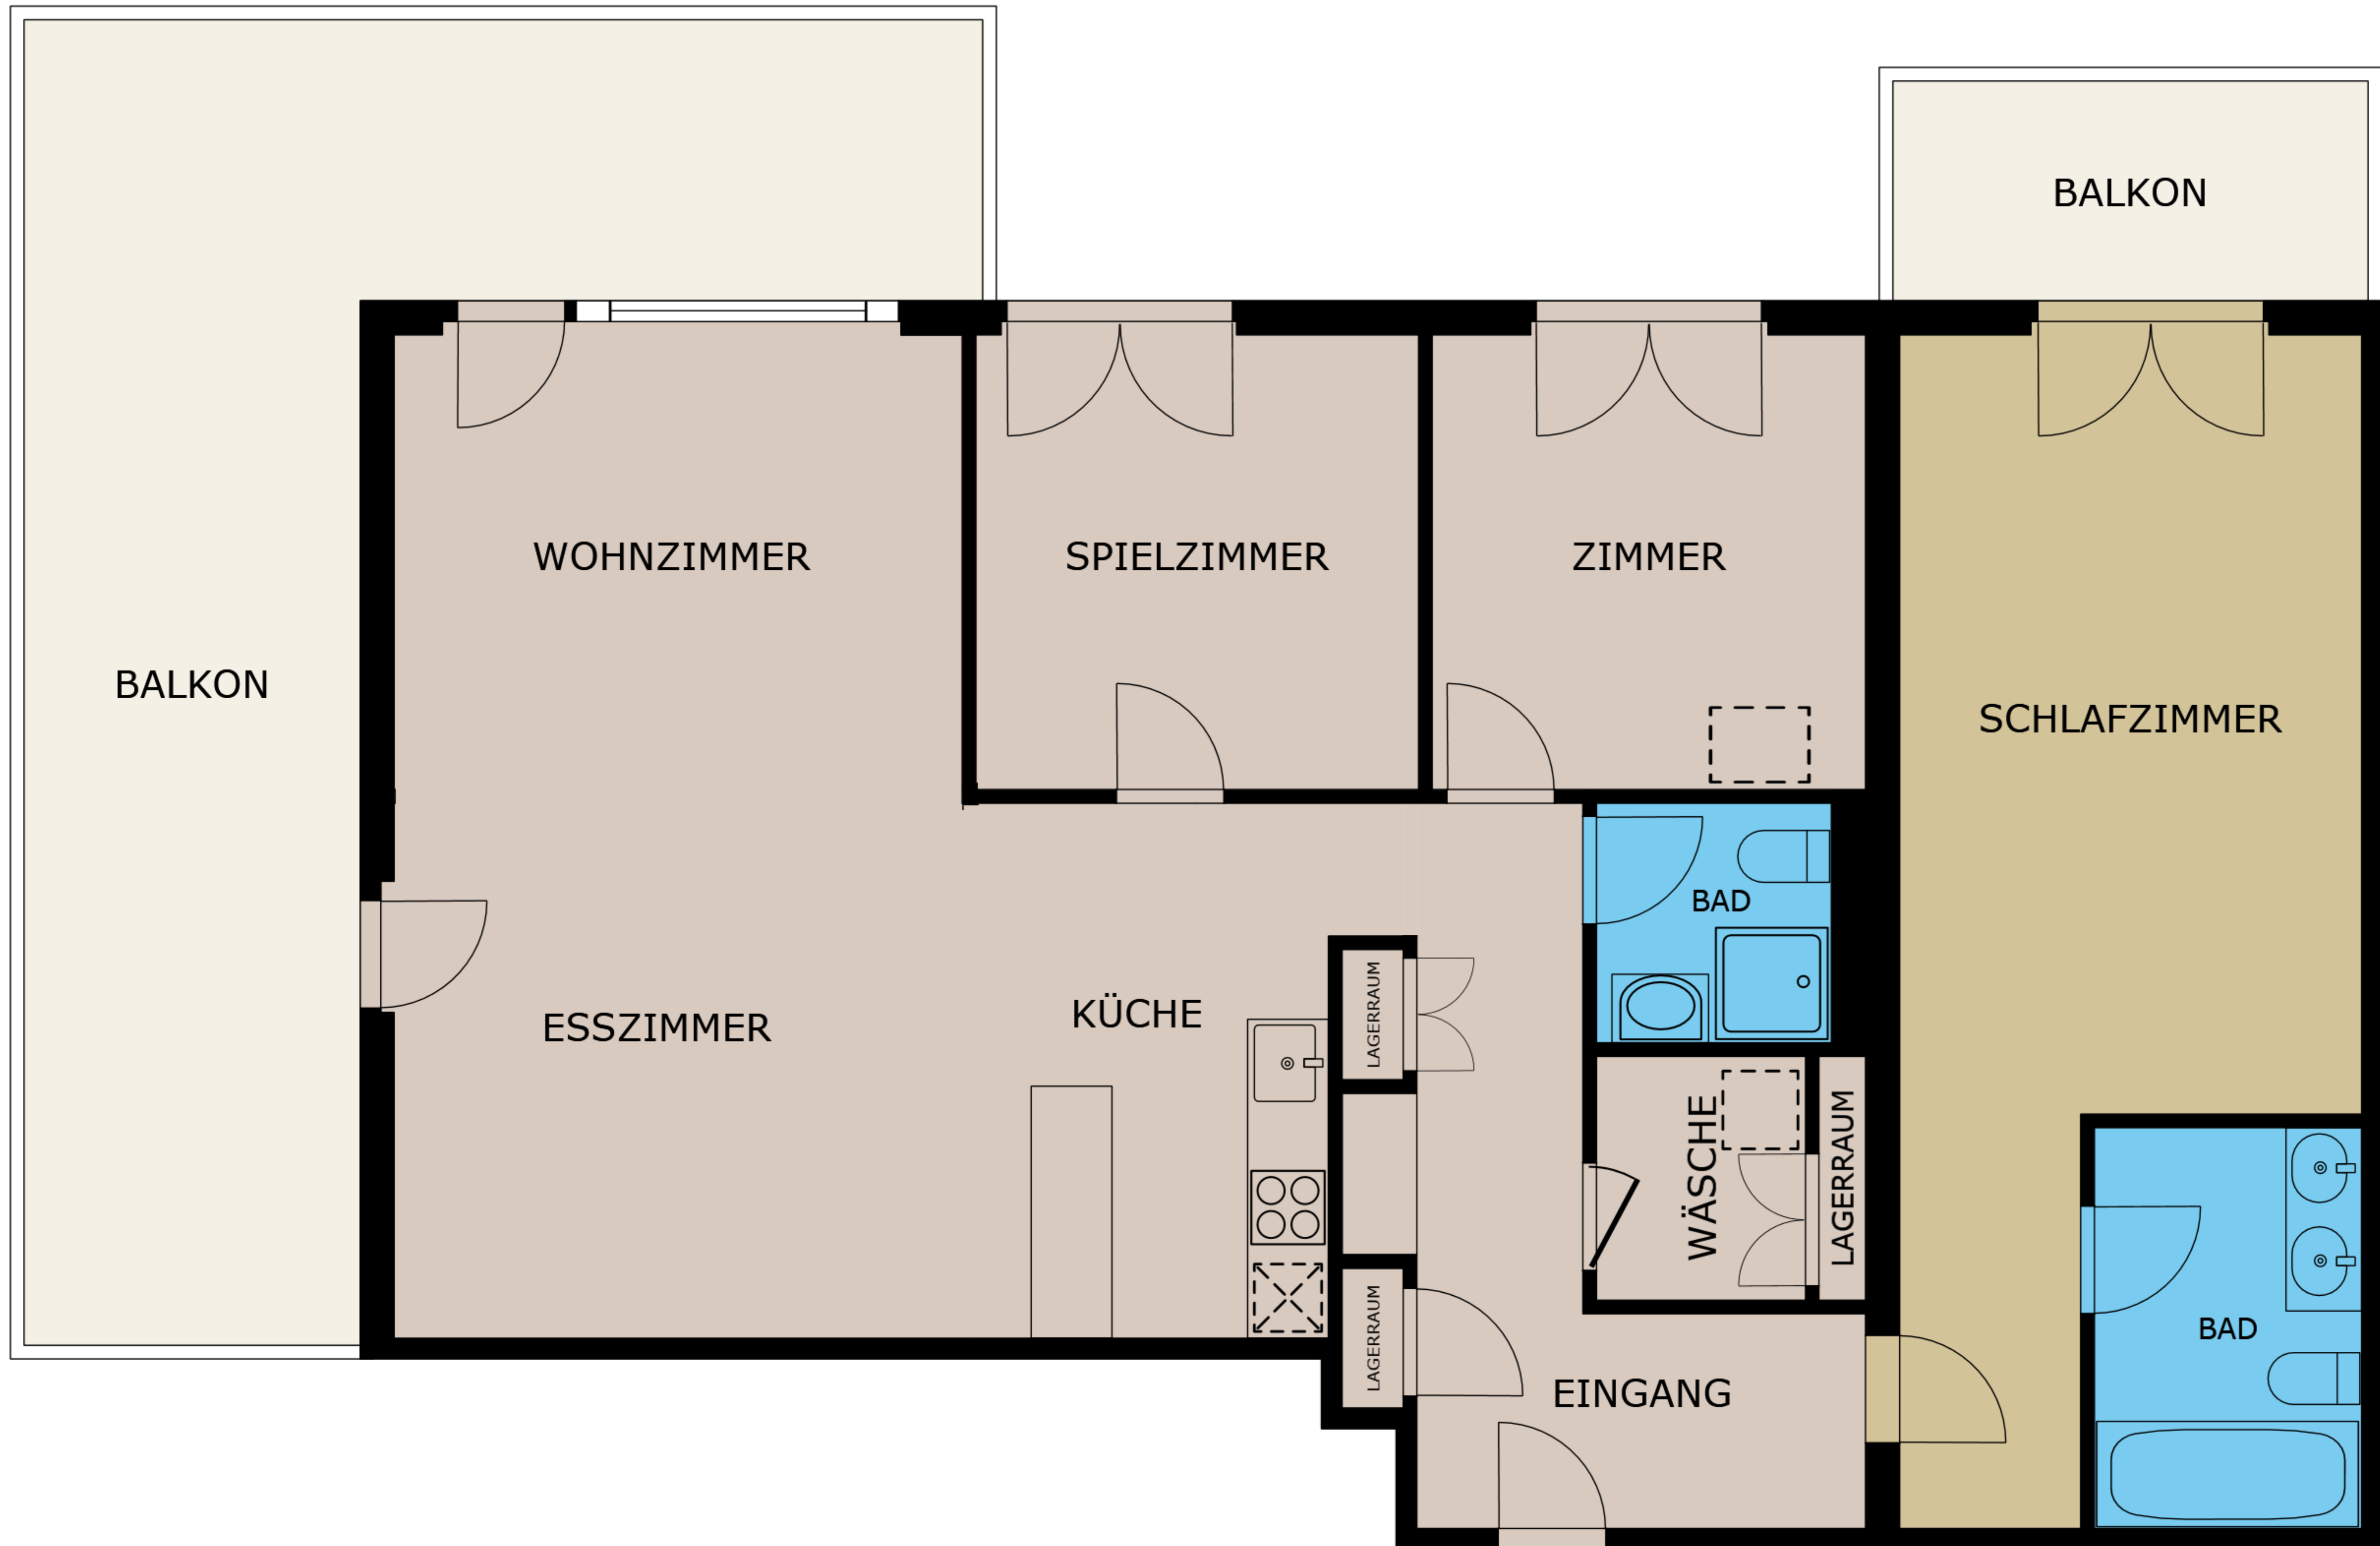 BALKON
WOHNZIMMER
SPIELZIMMER
ZIMMER
BALKON
SCHLAFZIMMER
BAD
LAGERRAUM
KÜCHE
ESSZIMMER
WÄSCHE
LAGERRAUM
BAD
LAGERRAUM
EINGANG